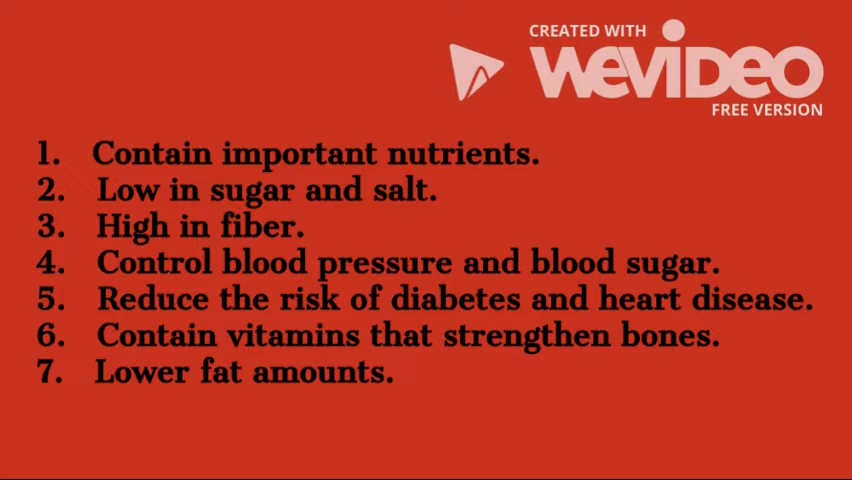 CREATED WITH
WEVIDEO
FREE VERSION
1. Contain important nutrients.
2. Low in sugar and salt.
3. High in fiber.
4. Control blood pressure and blood sugar.
5. Reduce the risk of diabetes and heart disease.
6. Contain vitamins that strengthen bones.
7. Lower fat amounts.